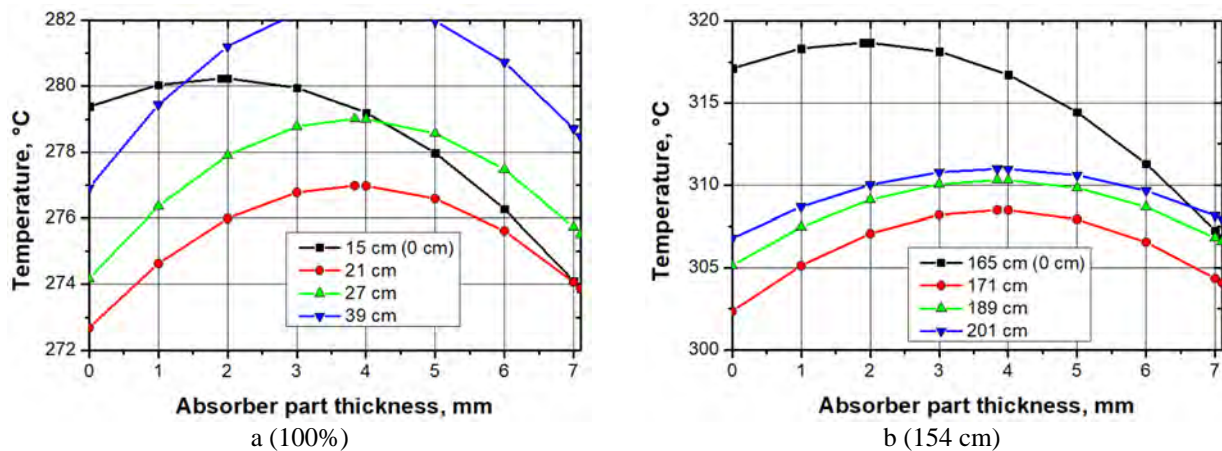 282
280
278
276
274
272
Temperature, °C
15 cm (0 cm)
21 cm
27 cm
39 cm
0 1 2 3 4 5 6 7
Absorber part thickness, mm
a (100%)
320
315
310
305
300
Temperature, °C
165 cm (0 cm)
171 cm
189 cm
201 cm
0 1 2 3 4 5 6 7
Absorber part thickness, mm
b (154 cm)